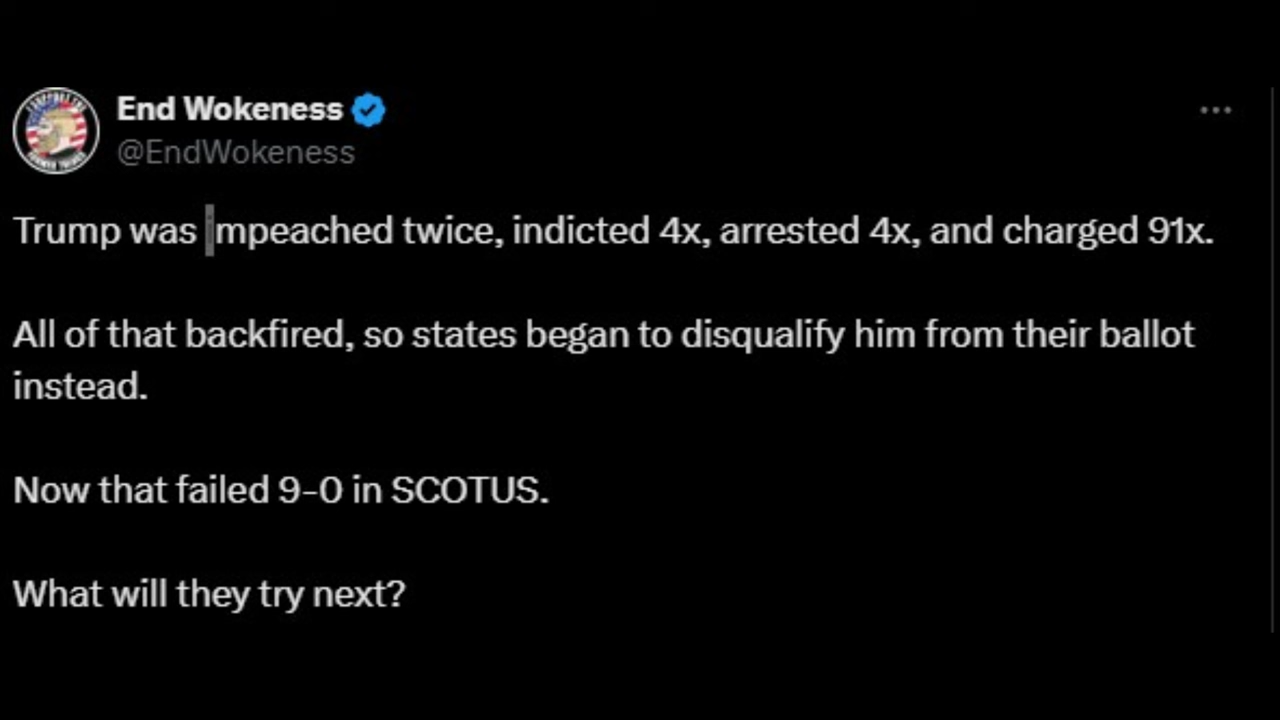 End Wokeness
@EndWokeness
Trump was impeached twice, indicted 4x, arrested 4x, and charged 91x.
All of that backfired, so states began to disqualify him from their ballot
instead.
Now that failed 9-0 in SCOTUS.
What will they try next?